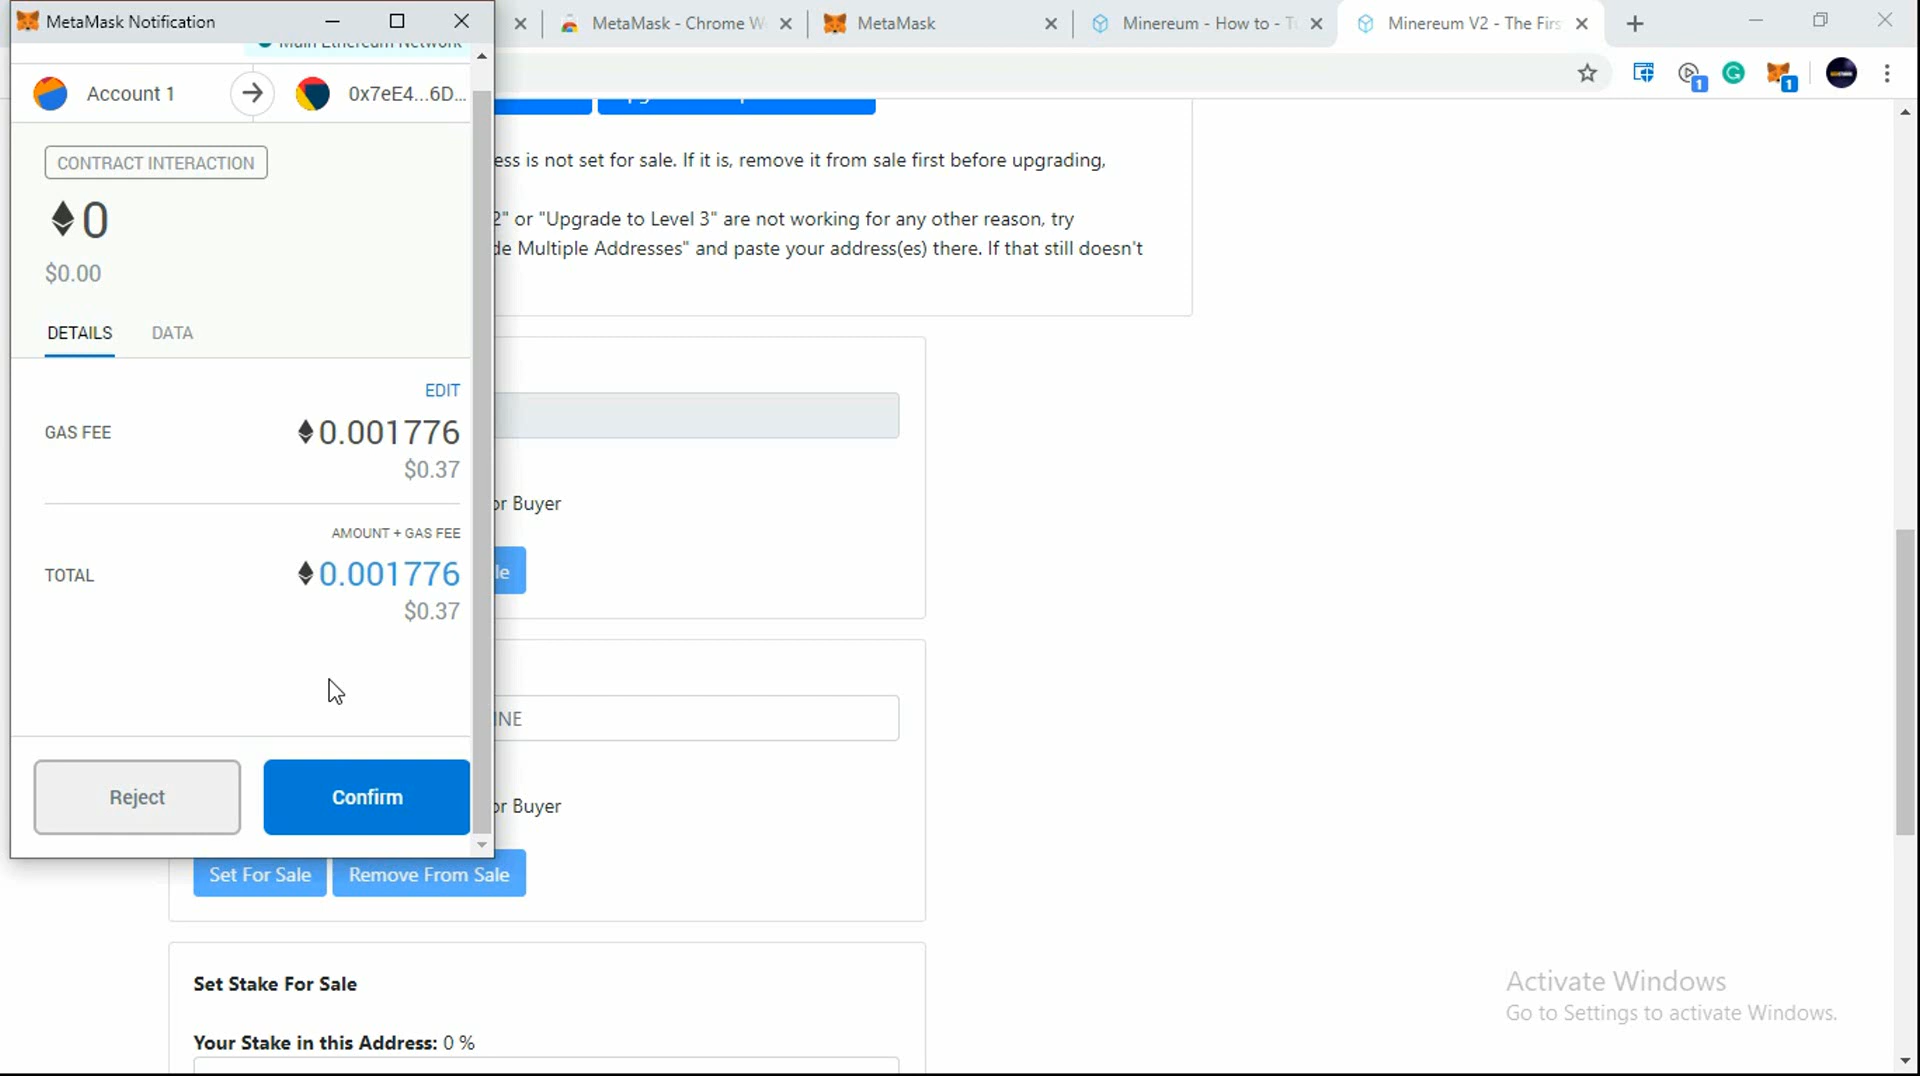 MetaMask Notification
MetaMask - Chrome W
MetaMask
Minereum - How to - Tu
Minereum V2 - The Firs
Main Ethereum Network
Account 1
0x7eE4...6D...
1
1
CONTRACT INTERACTION
0
$0.00
ess is not set for sale. If it is, remove it from sale first before upgrading,
2" or "Upgrade to Level 3" are not working for any other reason, try
de Multiple Addresses" and paste your address(es) there. If that still doesn't
DETAILS
DATA
EDIT
GAS FEE
0.001776
$0.37
or Buyer
AMOUNT + GAS FEE
TOTAL
0.001776
$0.37
le
INE
Reject
Confirm
or Buyer
Set For Sale
Remove From Sale
Set Stake For Sale
Your Stake in this Address: 0 %
Activate Windows
Go to Settings to activate Windows.